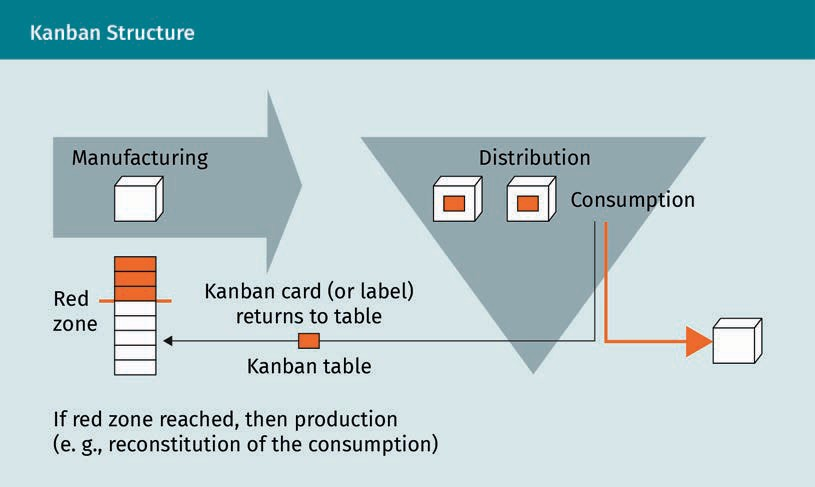 Kanban Structure
Manufacturing
Distribution
Consumption
Red
zone
Kanban card (or label)
returns to table
Kanban table
If red zone reached, then production
(e. g., reconstitution of the consumption)